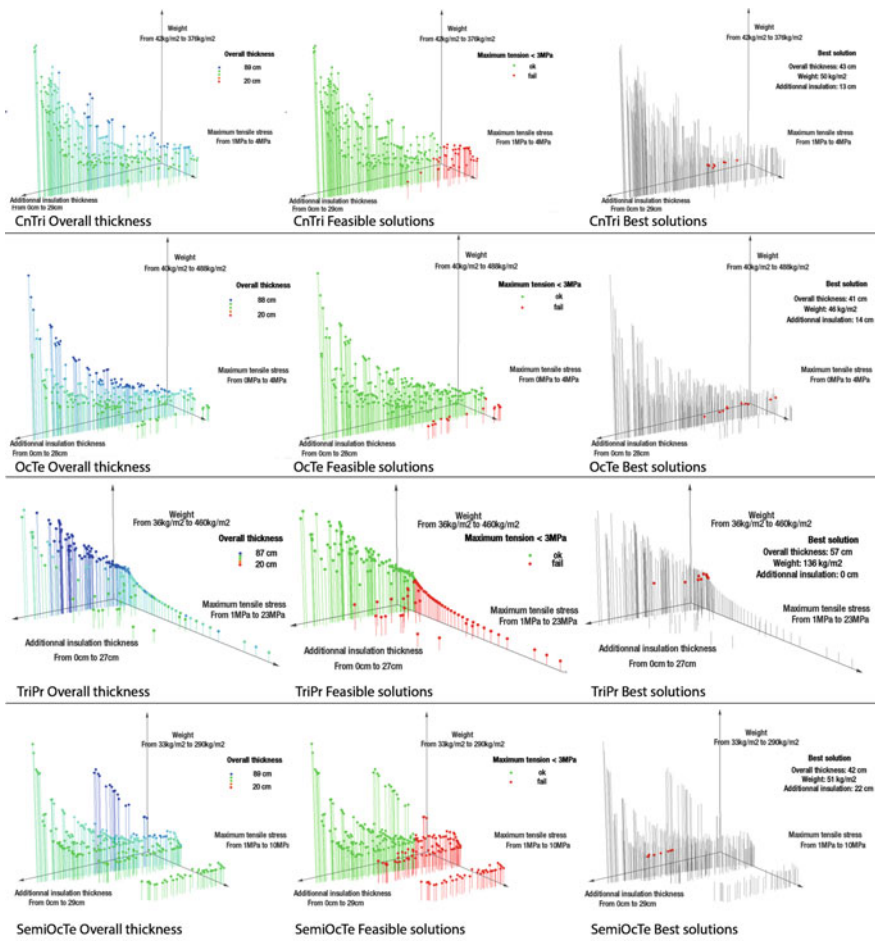 Weight
From 42kg/m2 to 376kg/m2
Overall thickness
89 cm
20 cm
Maximum tensile stress
From 1MPa to 4MPa
Additionnal insulation thickness
From 0cm to 29cm
CnTri Overall thickness
Weight
From 42kg/m2 to 376kg/m2
Maximum tension < 3MPa
ok
fail
Maximum tensile stress
From 1MPa to 4MPa
Additionnal insulation thickness
From 0cm to 29cm
CnTri Feasible solutions
Weight
From 42kg/m2 to 376kg/m2
Best solution
Overall thickness: 43 cm
Weight: 50 kg/m2
Additionnal insulation: 13 cm
Maximum tensile stress
From 1MPa to 4MPa
Additionnal insulation thickness
From 0cm to 29cm
CnTri Best solutions
Weight
From 40kg/m2 to 488kg/m2
Overall thickness
88 cm
20 cm
Maximum tensile stress
From 0MPa to 4MPa
Additionnal insulation thickness
From 0cm to 28cm
OcTe Overall thickness
Weight
From 40kg/m2 to 488kg/m2
Maximum tension < 3MPa
ok
fail
Maximum tensile stress
From 0MPa to 4MPa
Additionnal insulation thickness
From 0cm to 28cm
OcTe Feasible solutions
Weight
From 40kg/m2 to 488kg/m2
Best solution
Overall thickness: 41 cm
Weight: 46 kg/m2
Additionnal insulation: 14 cm
Maximum tensile stress
From 0MPa to 4MPa
Additionnal insulation thickness
From 0cm to 28cm
OcTe Best solutions
Weight
From 36kg/m2 to 460kg/m2
Overall thickness
87 cm
20 cm
Maximum tensile stress
From 1MPa to 23MPa
Additionnal insulation thickness
From 0cm to 27cm
TriPr Overall thickness
Weight
From 36kg/m2 to 460kg/m2
Maximum tension < 3MPa
ok
fail
Maximum tensile stress
From 1MPa to 23MPa
Additionnal insulation thickness
From 0cm to 27cm
TriPr Feasible solutions
Weight
From 36kg/m2 to 460kg/m2
Best solution
Overall thickness: 57 cm
Weight: 136 kg/m2
Additionnal insulation: 0 cm
Maximum tensile stress
From 1MPa to 23MPa
Additionnal insulation thickness
From 0cm to 27cm
TriPr Best solutions
Weight
From 33kg/m2 to 290kg/m2
Overall thickness
89 cm
20 cm
Maximum tensile stress
From 1MPa to 10MPa
Additionnal insulation thickness
From 0cm to 29cm
SemiOcTe Overall thickness
Weight
From 33kg/m2 to 290kg/m2
Maximum tension < 3MPa
ok
fail
Maximum tensile stress
From 1MPa to 10MPa
Additionnal insulation thickness
From 0cm to 29cm
SemiOcTe Feasible solutions
Weight
From 33kg/m2 to 290kg/m2
Best solution
Overall thickness: 42 cm
Weight: 51 kg/m2
Additionnal insulation: 22 cm
Maximum tensile stress
From 1MPa to 10MPa
Additionnal insulation thickness
From 0cm to 29cm
SemiOcTe Best solutions